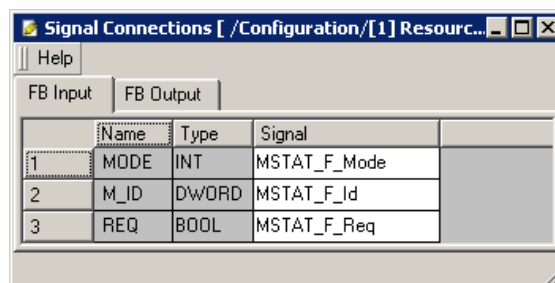 Signal Connections [ /Configuration/[1] Resourc...
Help
FB Input FB Output
Name Type Signal
1 MODE INT MSTAT_F_Mode
2 M_ID DWORD MSTAT_F_Id
3 REQ BOOL MSTAT_F_Req